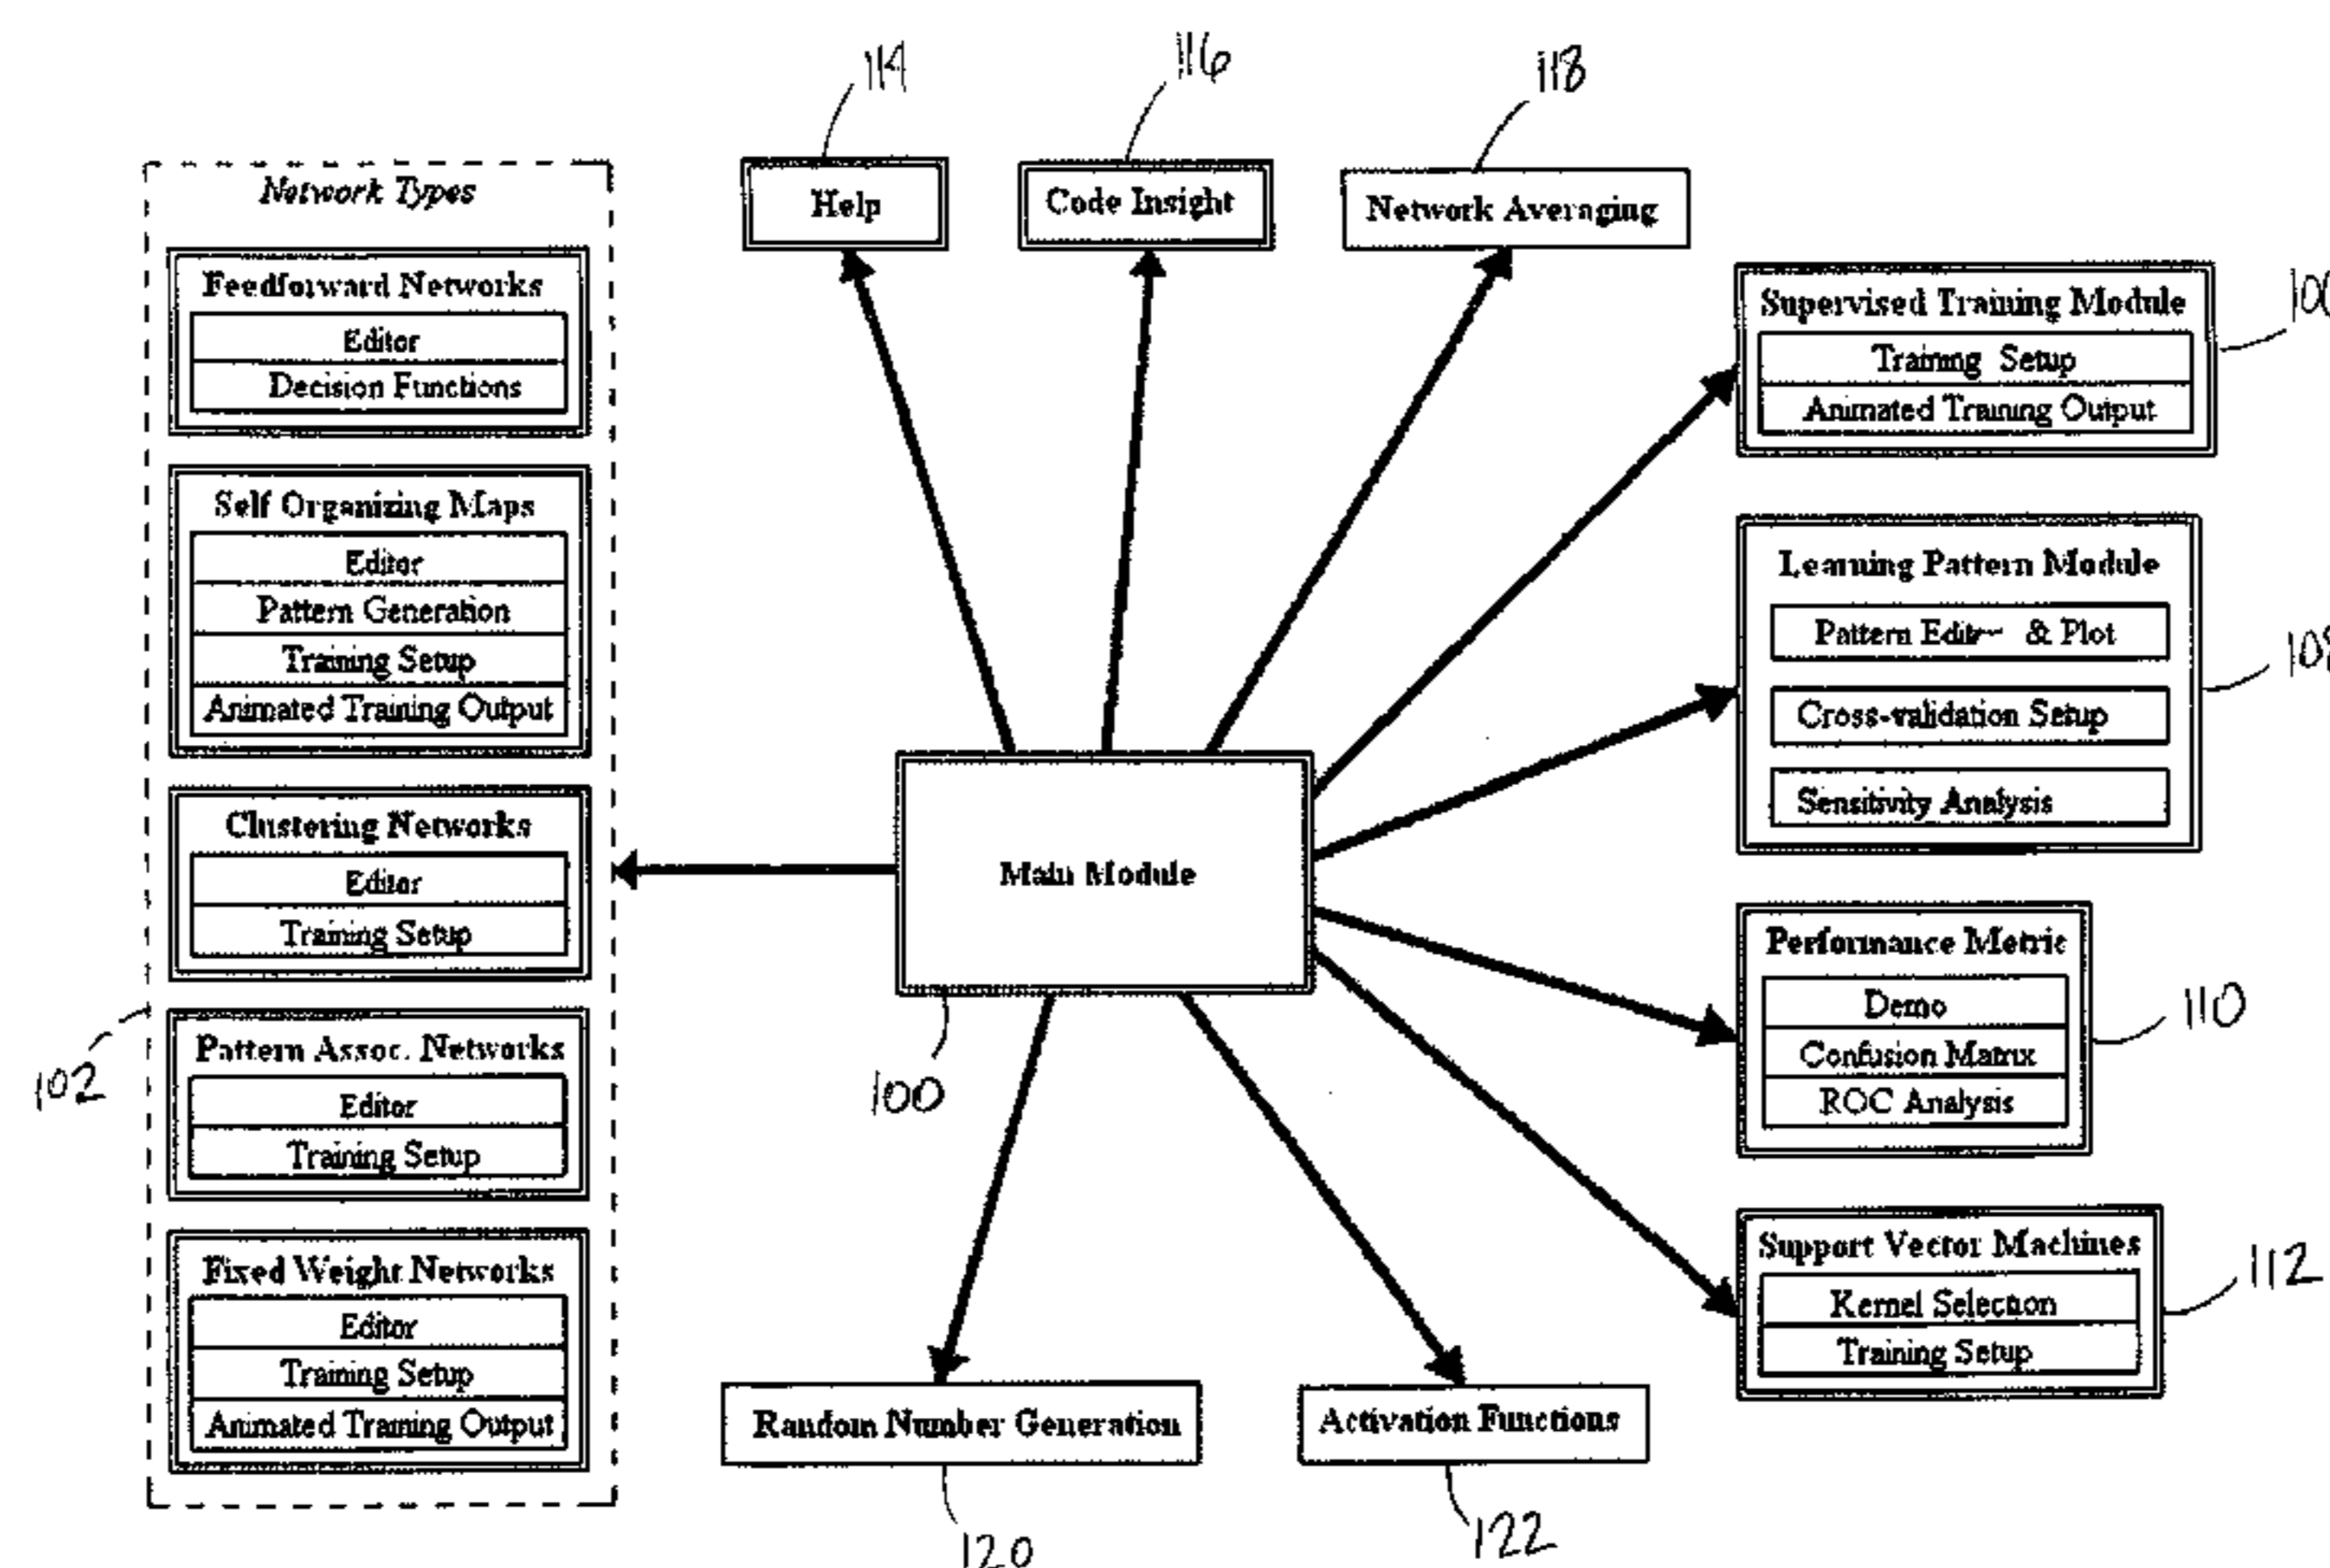 114
116
118
Network Types
Help
Code Insight
Network Averaging
Feedforward Networks
Editor
Decision Functions
Self Organizing Maps
Editor
Pattern Generation
Training Setup
Animated Training Output
Clustering Networks
Editor
Training Setup
Pattern Assoc. Networks
Editor
Training Setup
Fixed Weight Networks
Editor
Training Setup
Animated Training Output
102
Main Module
100
Supervised Training Module
Training Setup
Animated Training Output
Learning Pattern Module
Pattern & Plot
Cross-validation Setup
Sensitivity Analysis
108
Performance Metric
Demo
Confusion Matrix
ROC Analysis
110
Support Vector Machines
Kernel Selection
Training Setup
112
Random Number Generation
Activation Functions
120
122